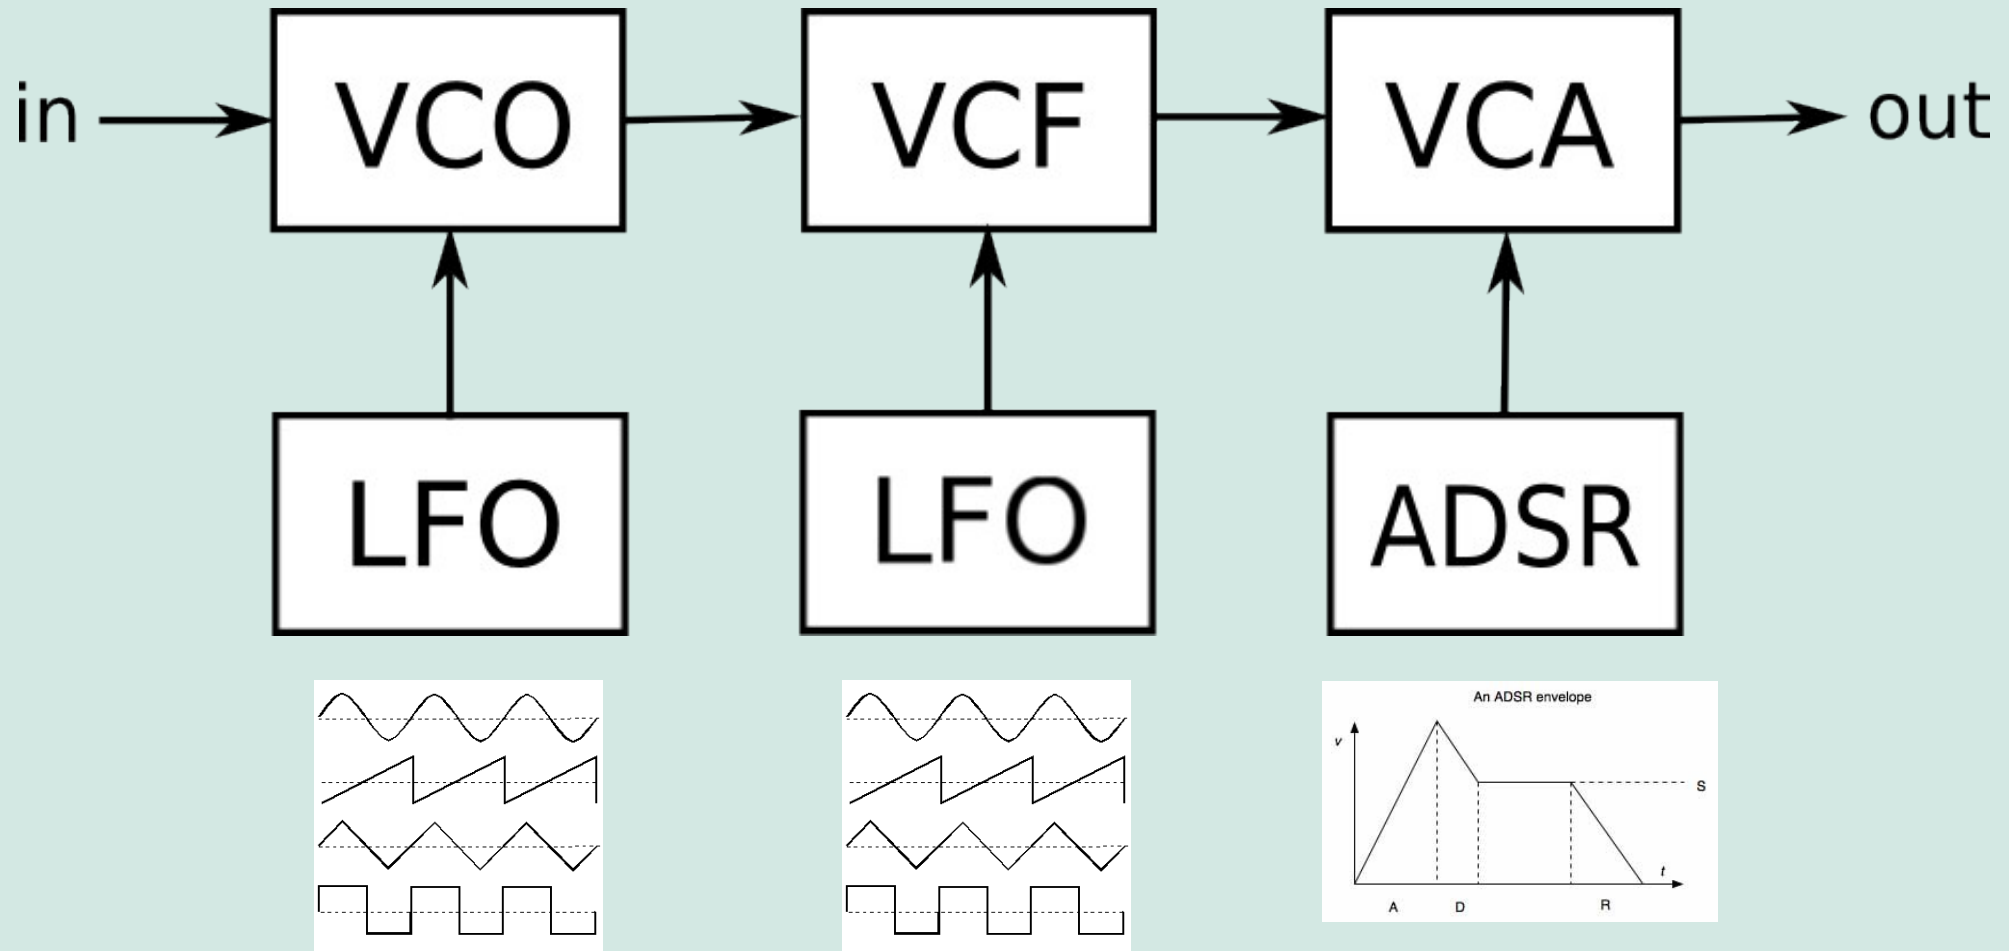 in
VCO
VCF
VCA
out
LFO
LFO
ADSR
An ADSR envelope
v
S
t
A
D
R